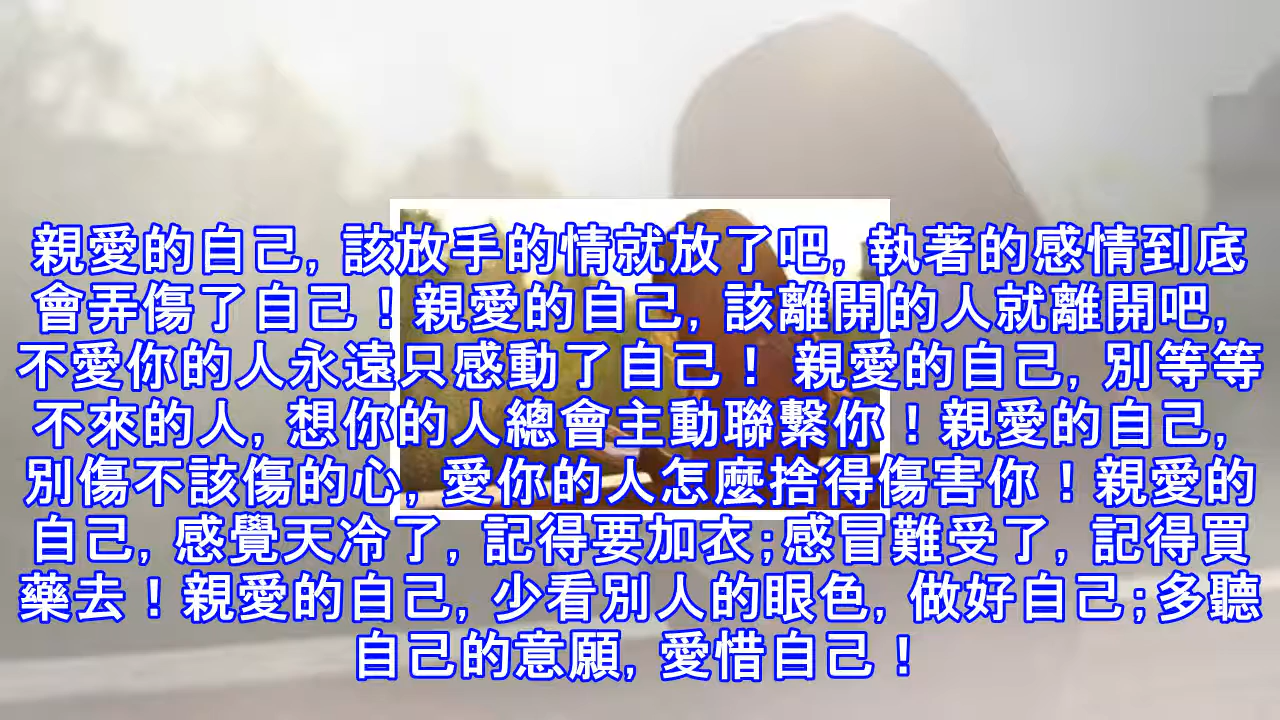 親愛的自己, 該放手的情就放了吧, 執著的感情到底
會弄傷了自己！親愛的自己, 該離開的人就離開吧,
不愛你的人永遠只感動了自己！ 親愛的自己, 別等等
不來的人, 想你的人總會主動聯繫你！親愛的自己,
別傷不該傷的心, 愛你的人怎麼捨得傷害你！親愛的
自己, 感覺天冷了, 記得要加衣;感冒難受了, 記得買
藥去！親愛的自己, 少看別人的眼色, 做好自己;多聽
自己的意願, 愛惜自己！